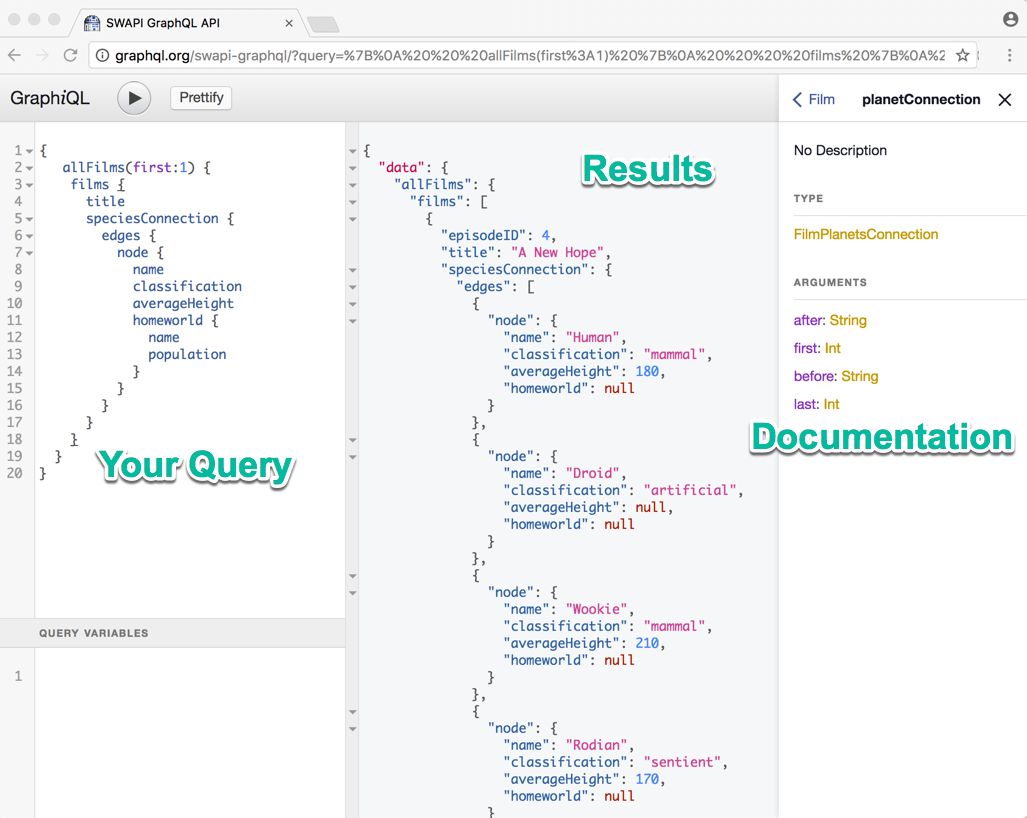 SWAPI GraphQL API
graphql.org/swapi-graphql/?query=%7B%0A%20%20%20allFilms(first%3A1)%20%7B%0A%20%20%20%20films%20%7B%0A%2
GraphiQL
Prettify
1 {
2 allFilms(first:1) {
3 films {
4 title
5 speciesConnection {
6 edges {
7 node {
8 name
9 classification
10 averageHeight
11 homeworld {
12 name
13 population
14 }
15 }
16 }
17 }
18 }
19 }
20 }
Your Query
QUERY VARIABLES
1
{
"data": {
"allFilms": {
"films": [
{
"episodeID": 4,
"title": "A New Hope",
"speciesConnection": {
"edges": [
{
"node": {
"name": "Human",
"classification": "mammal",
"averageHeight": 180,
"homeworld": null
}
},
{
"node": {
"name": "Droid",
"classification": "artificial",
"averageHeight": null,
"homeworld": null
}
},
{
"node": {
"name": "Wookie",
"classification": "mammal",
"averageHeight": 210,
"homeworld": null
}
},
{
"node": {
"name": "Rodian",
"classification": "sentient",
"averageHeight": 170,
"homeworld": null
}
Results
Film planetConnection
No Description
TYPE
FilmPlanetsConnection
ARGUMENTS
after: String
first: Int
before: String
last: Int
Documentation